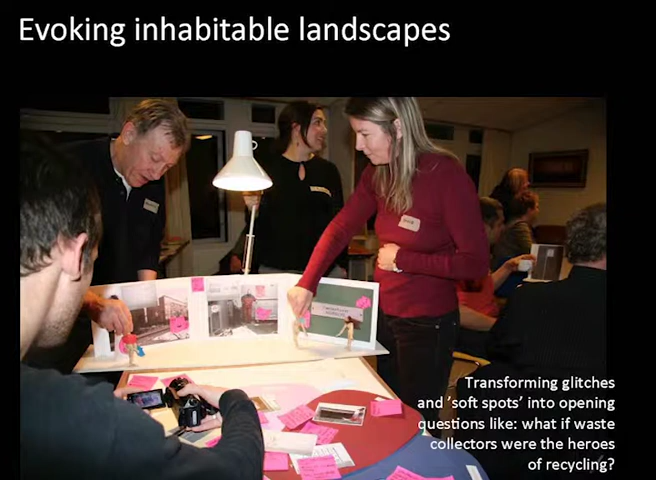 Evoking inhabitable landscapes
Transforming glitches
and ’soft spots’ into opening
questions like: what if waste
collectors were the heroes
of recycling?